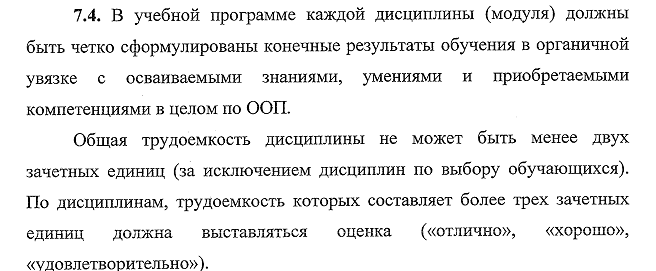 7.4. В учебной программе каждой дисциплины (модуля) должны
быть четко сформулированы конечные результаты обучения в органичной
увязке с осваиваемыми знаниями, умениями и приобретаемыми
компетенциями в целом по ООП.
Общая трудоемкость дисциплины не может быть менее двух
зачетных единиц (за исключением дисциплин по выбору обучающихся).
По дисциплинам, трудоемкость которых составляет более трех зачетных
единиц должна выставляться оценка («отлично», «хорошо»,
«удовлетворительно»).